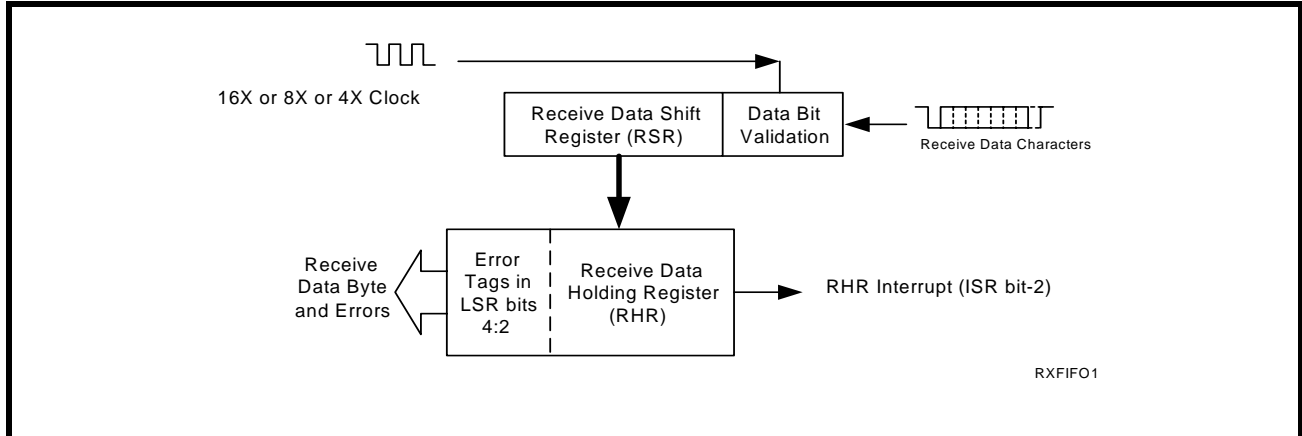 16X or 8X or 4X Clock
Receive Data Shift
Register (RSR)
Data Bit
Validation
Receive Data Characters
Receive
Data Byte
and Errors
Error
Tags in
LSR bits
4:2
Receive Data
Holding Register
(RHR)
RHR Interrupt (ISR bit-2)
RXFIFO1